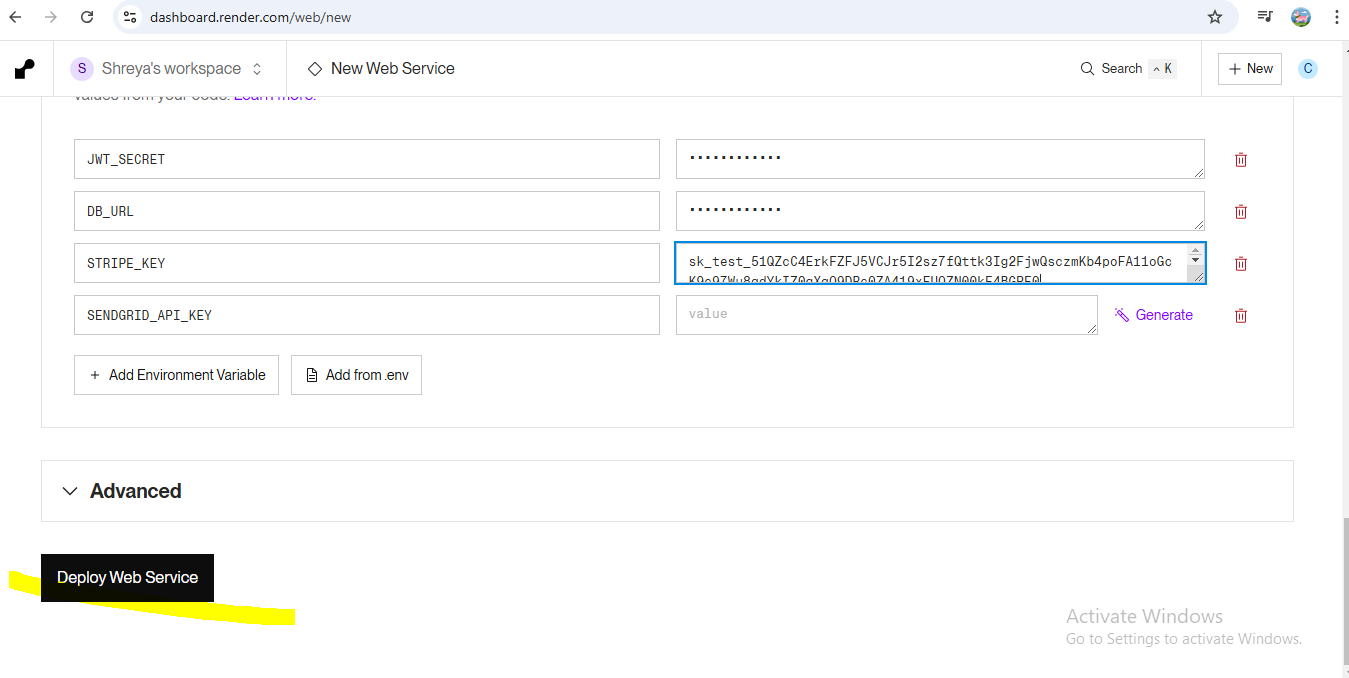 dashboard.render.com/web/new
S Shreya's workspace
New Web Service
Search
K
+ New
C
values from your code. Learn more.
JWT_SECRET
............
DB_URL
............
STRIPE_KEY
sk_test_51QZcC4ErkFZFJ5VCJr5I2sz7fQttk3Ig2FjwQsczmKb4poFA11oGc
SENDGRID_API_KEY
value
Generate
+ Add Environment Variable
Add from .env
Advanced
Deploy Web Service
Activate Windows
Go to Settings to activate Windows.